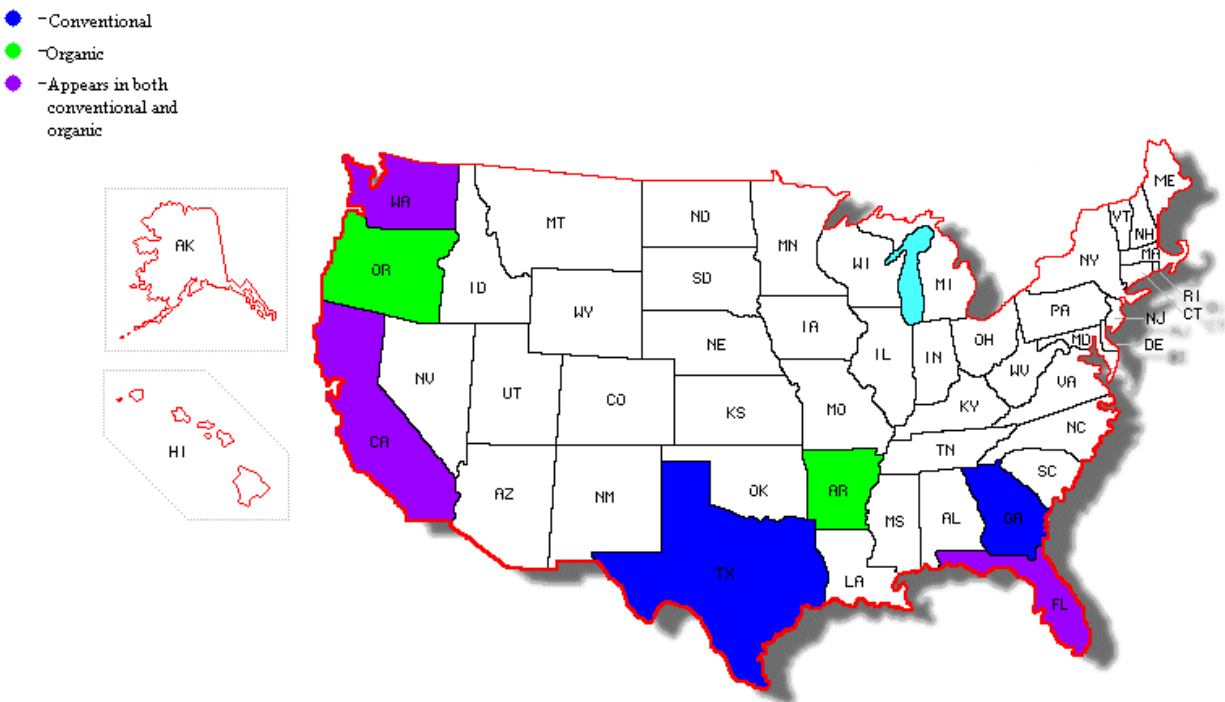 -Conventional
-Organic
-Appears in both
conventional and
organic
WA
MT
ND
MN
ME
VT
NH
AK
OR
ID
SD
WI
MI
NY
MA
WY
RI
CT
IA
PA
NJ
NE
IL
IN
OH
MD
DE
NV
UT
CO
WV
VA
KS
MO
KY
CA
NC
HI
TN
SC
AZ
NM
OK
AR
MS
AL
GA
TX
LA
FL